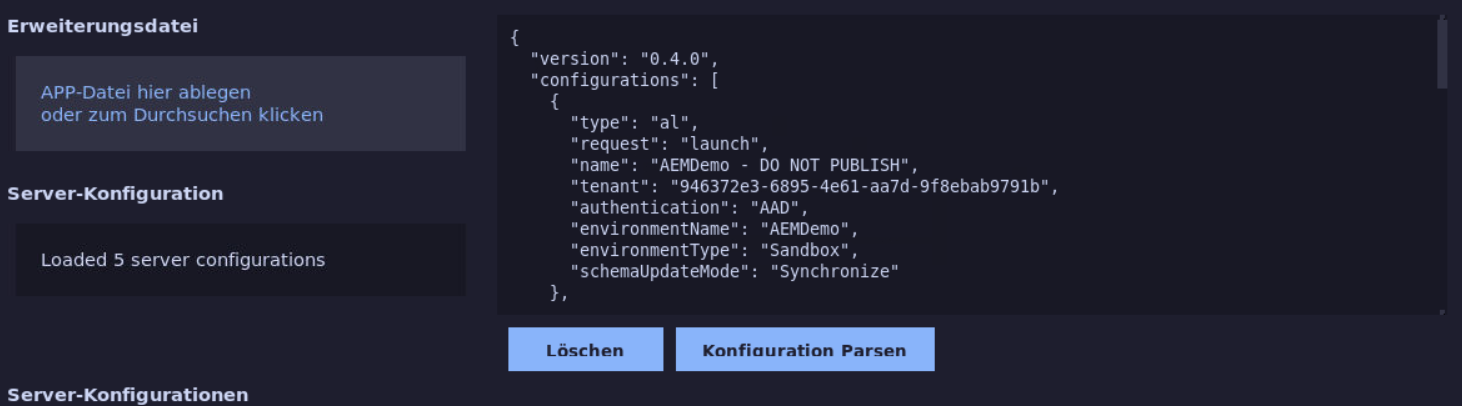 Erweiterungsdatei
APP-Datei hier ablegen
oder zum Durchsuchen klicken
Server-Konfiguration
Loaded 5 server configurations
{
  "version": "0.4.0",
  "configurations": [
    {
      "type": "al",
      "request": "launch",
      "name": "AEMDemo - DO NOT PUBLISH",
      "tenant": "946372e3-6895-4e61-aa7d-9f8ebab9791b",
      "authentication": "AAD",
      "environmentName": "AEMDemo",
      "environmentType": "Sandbox",
      "schemaUpdateMode": "Synchronize"
    },
Löschen
Konfiguration Parsen
Server-Konfigurationen